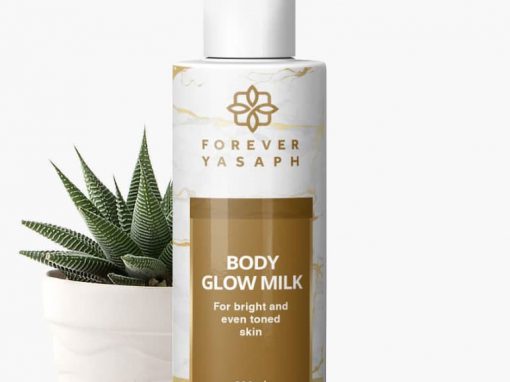 FOREVER
YASAPH
BODY
GLOW MILK
For bright and
even toned
skin